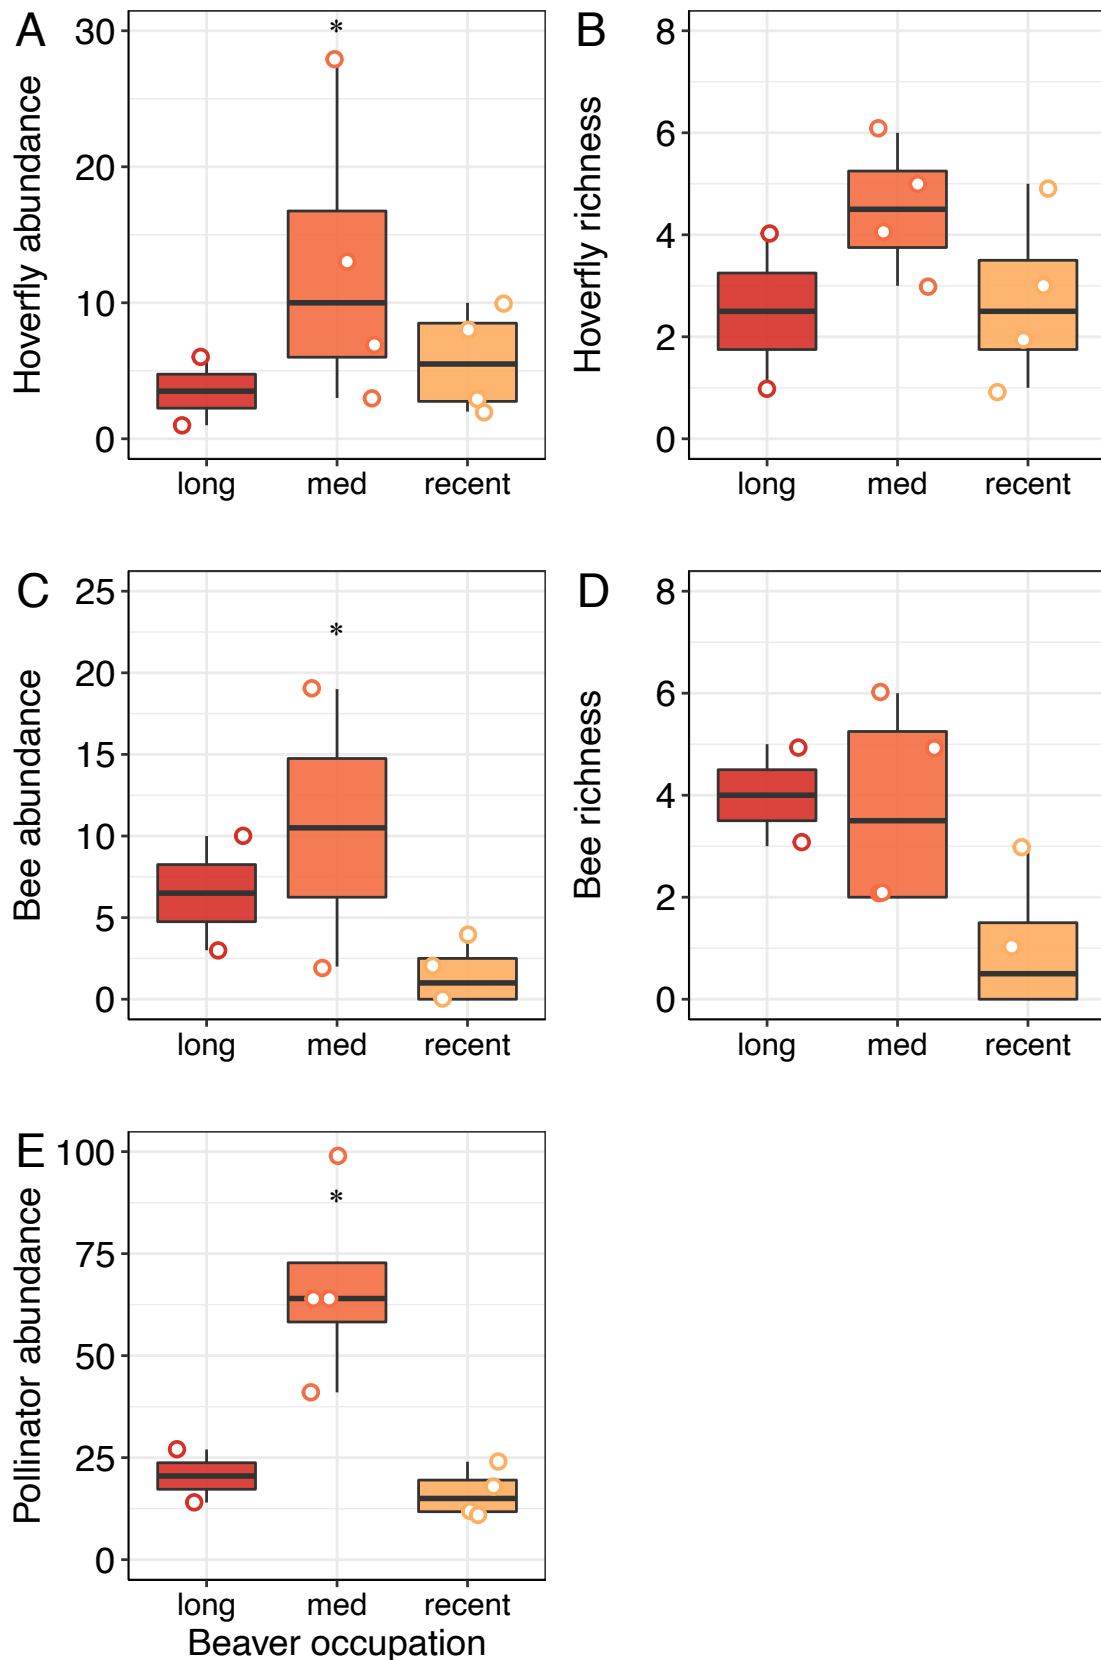 A
Hoverfly abundance
30
20
10
0
*
long med recent
B
Hoverfly richness
8
6
4
2
0
long med recent
C
Bee abundance
25
20
15
10
5
0
*
long med recent
D
Bee richness
8
6
4
2
0
long med recent
E
Pollinator abundance
100
75
50
25
0
*
long med recent
Beaver occupation